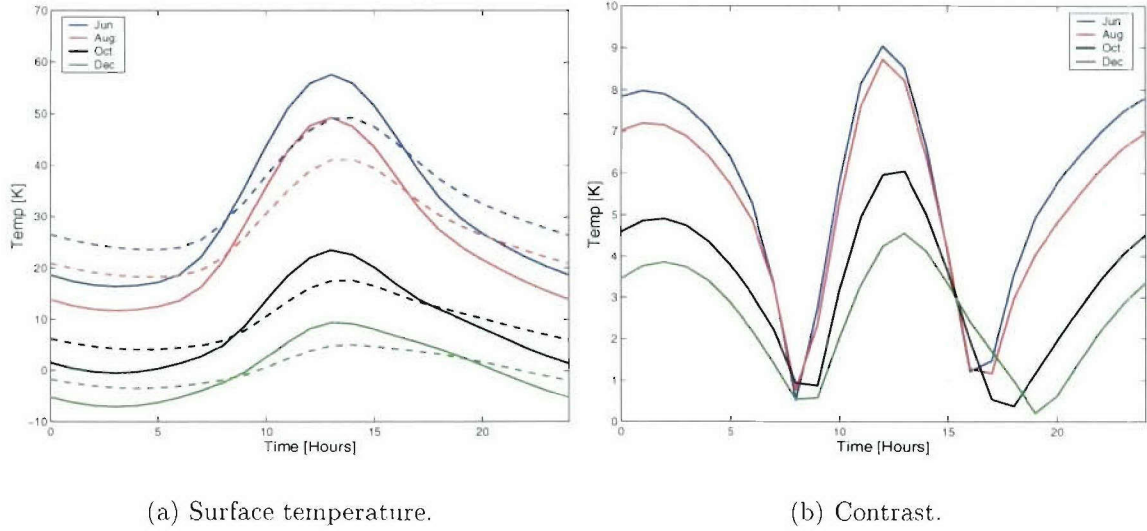 70
60
50
40
30
20
10
0
-10
Temp [K]
Jun
Aug
Oct
Dec
0
5
10
15
20
Time [Hours]
(a) Surface temperature.
10
9
8
7
6
5
4
3
2
1
0
Temp [K]
Jun
Aug
Oct
Dec
0
5
10
15
20
Time [Hours]
(b) Contrast.